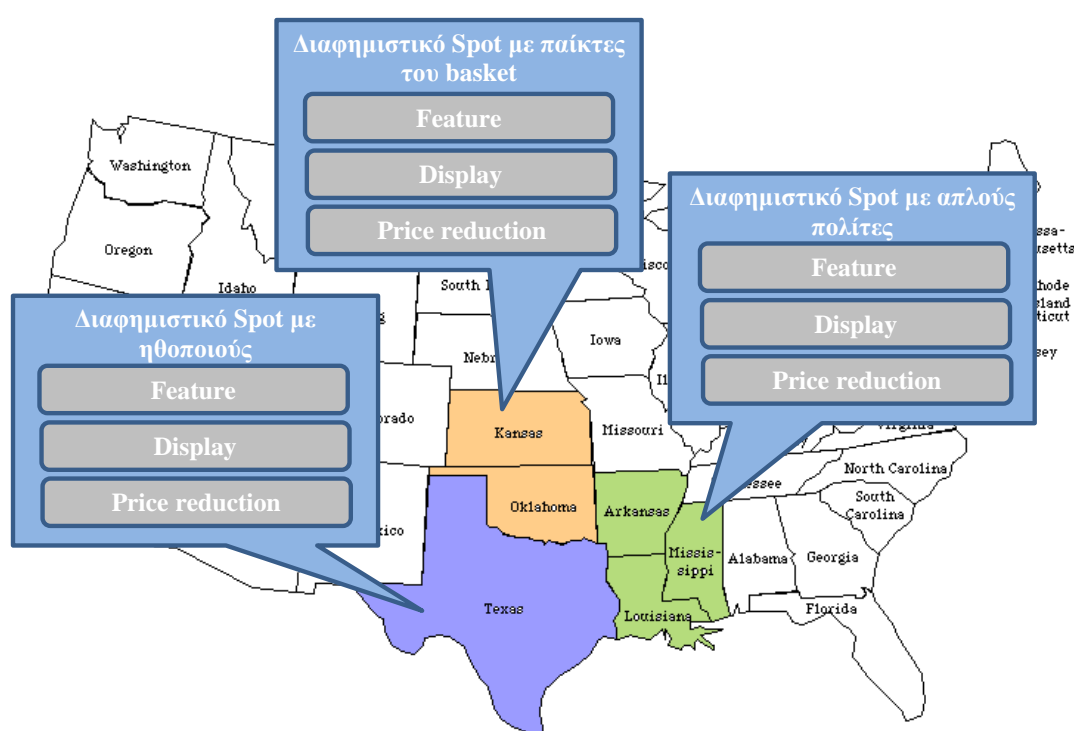 Διαφημιστικό Spot με παίκτες
του basket
Feature
Display
Price reduction
Διαφημιστικό Spot με απλούς
πολίτες
Feature
Display
Price reduction
Διαφημιστικό Spot με
ηθοποιούς
Feature
Display
Price reduction
Washington
Oregon
Idaho
South
Iowa
Kansas
Missouri
Oklahoma
Arkansas
Missis-
sippi
Alabama
Georgia
North Carolina
South
Carolina
Florida
Louisiana
Texas